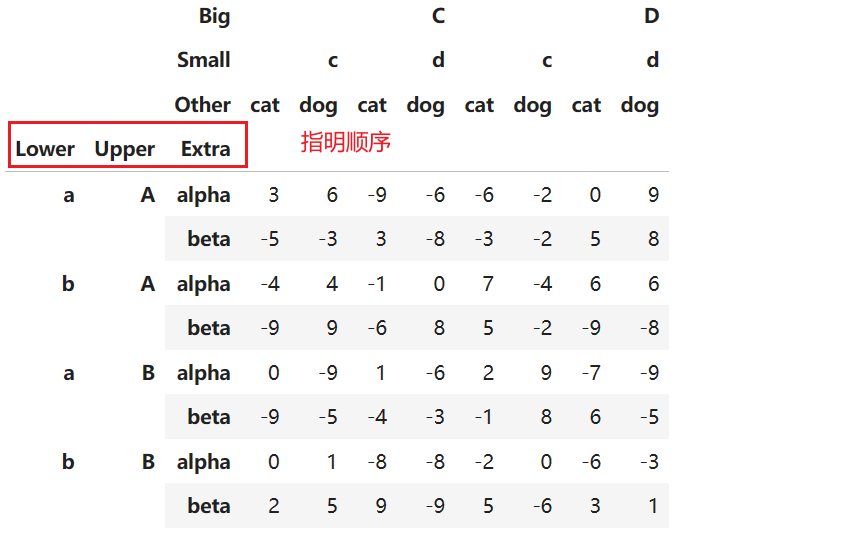 Big C D
Small c d c d
Other cat dog cat dog cat dog cat dog
Lower Upper Extra 指明顺序
a A alpha 3 6 -9 -6 -6 -2 0 9
beta -5 -3 3 -8 -3 -2 5 8
b A alpha -4 4 -1 0 7 -4 6 6
beta -9 9 -6 8 5 -2 -9 -8
a B alpha 0 -9 1 -6 2 9 -7 -9
beta -9 -5 -4 -3 -1 8 6 -5
b B alpha 0 1 -8 -8 -2 0 -6 -3
beta 2 5 9 -9 5 -6 3 1